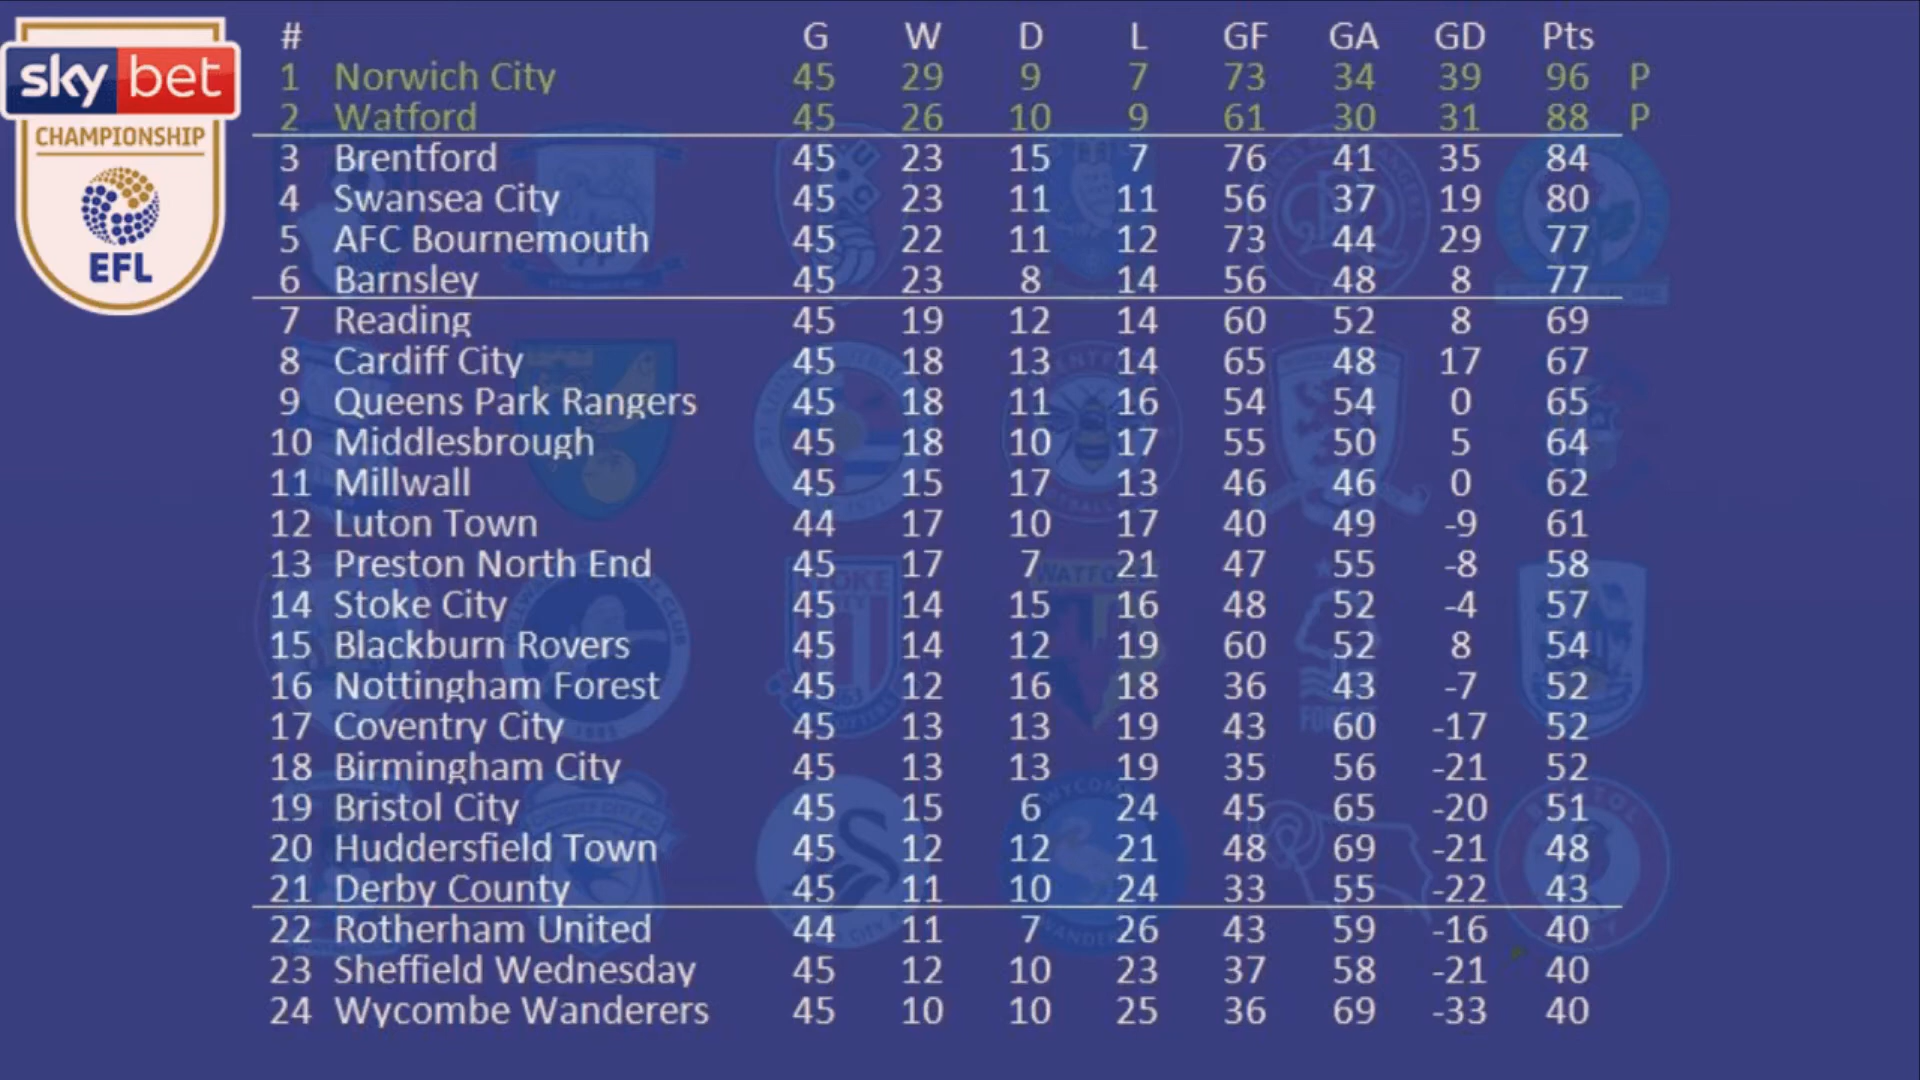 sky bet
CHAMPIONSHIP
EFL
# G W D L GF GA GD Pts
1 Norwich City 45 29 9 7 73 34 39 96 P
2 Watford 45 26 10 9 61 30 31 88 P
3 Brentford 45 23 15 7 76 41 35 84
4 Swansea City 45 23 11 11 56 37 19 80
5 AFC Bournemouth 45 22 11 12 73 44 29 77
6 Barnsley 45 23 8 14 56 48 8 77
7 Reading 45 19 12 14 60 52 8 69
8 Cardiff City 45 18 13 14 65 48 17 67
9 Queens Park Rangers 45 18 11 16 54 54 0 65
10 Middlesbrough 45 18 10 17 55 50 5 64
11 Millwall 45 15 17 13 46 46 0 62
12 Luton Town 44 17 10 17 40 49 -9 61
13 Preston North End 45 17 7 21 47 55 -8 58
14 Stoke City 45 14 15 16 48 52 -4 57
15 Blackburn Rovers 45 14 12 19 60 52 8 54
16 Nottingham Forest 45 12 16 18 36 43 -7 52
17 Coventry City 45 13 13 19 43 60 -17 52
18 Birmingham City 45 13 13 19 35 56 -21 52
19 Bristol City 45 15 6 24 45 65 -20 51
20 Huddersfield Town 45 12 12 21 48 69 -21 48
21 Derby County 45 11 10 24 33 55 -22 43
22 Rotherham United 44 11 7 26 43 59 -16 40
23 Sheffield Wednesday 45 12 10 23 37 58 -21 40
24 Wycombe Wanderers 45 10 10 25 36 69 -33 40